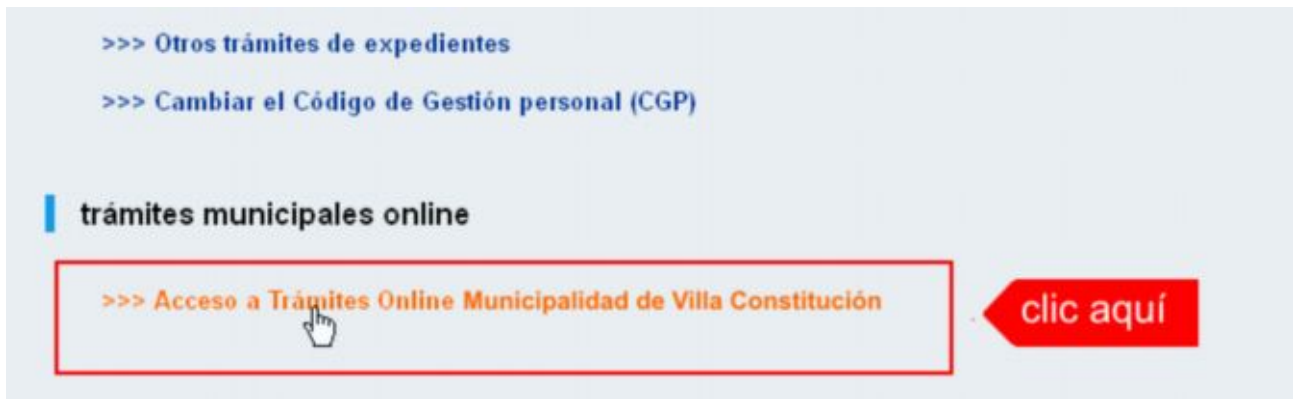 >>> Otros trámites de expedientes
>>> Cambiar el Código de Gestión personal (CGP)
trámites municipales online
>>> Acceso a Trámites Online Municipalidad de Villa Constitución
clic aquí